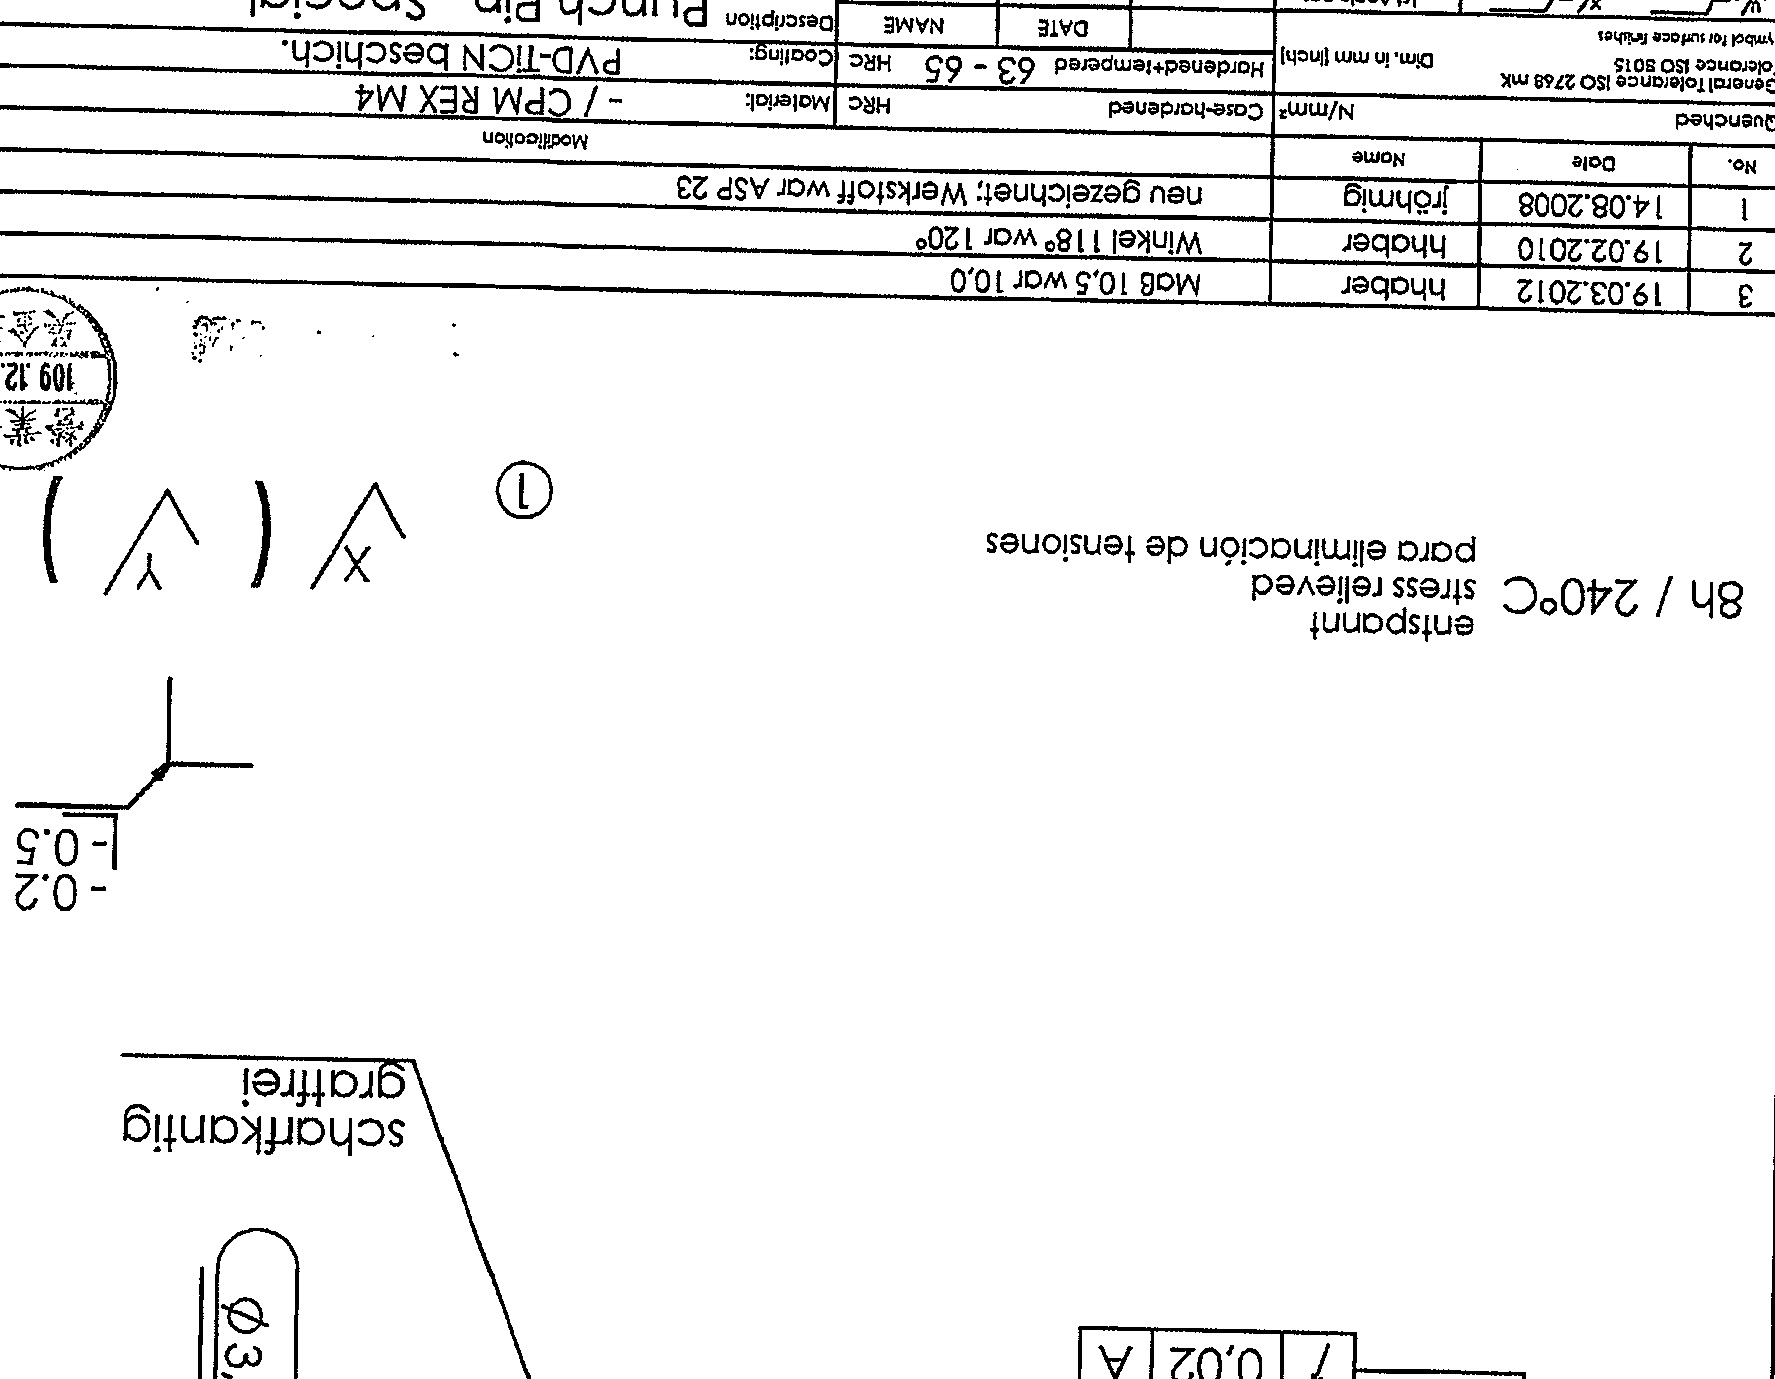 A 0,02 /
Ø3,
scharfkantig
gratfrei
- 0.2
- 0.5
8h / 240°C
entspannt
stress relieved
para eliminación de tensiones
1
X ( Y )
109.12.
3 19.03.2012 hhaber Maß 10,5 war 10,0
2 19.02.2010 hhaber Winkel 118° war 120°
1 14.08.2008 jröhmig neu gezeichnet; Werkstoff war ASP 23
No. Date Name Modification
Quenched N/mm² Case-hardened HRC Material: - / CPM REX M4
General Tolerance ISO 2768 mK
Tolerance ISO 8015
Dim. in mm [inch] Hardened+tempered 63 - 65 HRC Coating: PVD-TICN beschich.
symbol for surface finishes
DATE NAME Description Punch Pin Special